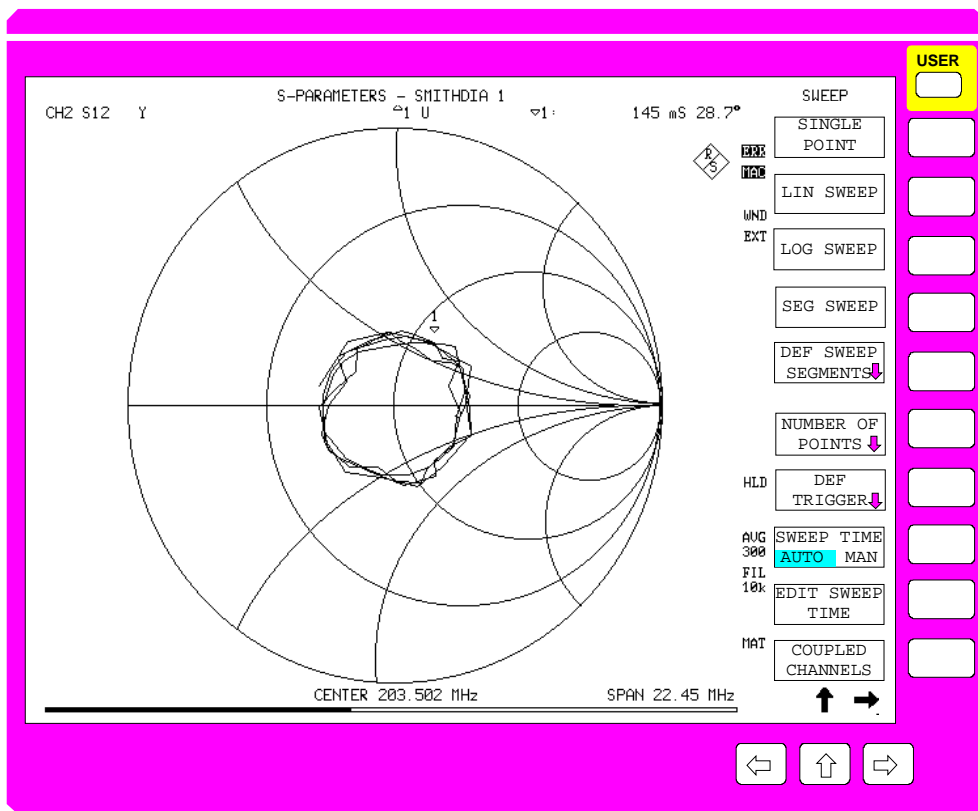 USER
S-PARAMETERS - SMITHDIA 1
CH2 S12 Y △1 U ▽1: 145 mS 28.7°
SWEEP
SINGLE
POINT
R
S
ERR
MAC
LIN SWEEP
WND
EXT
LOG SWEEP
SEG SWEEP
1
DEF SWEEP
SEGMENTS
NUMBER OF
POINTS
HLD
DEF
TRIGGER
AVG
300
SWEEP TIME
AUTO MAN
FIL
10k
EDIT SWEEP
TIME
MAT
COUPLED
CHANNELS
CENTER 203.502 MHz SPAN 22.45 MHz